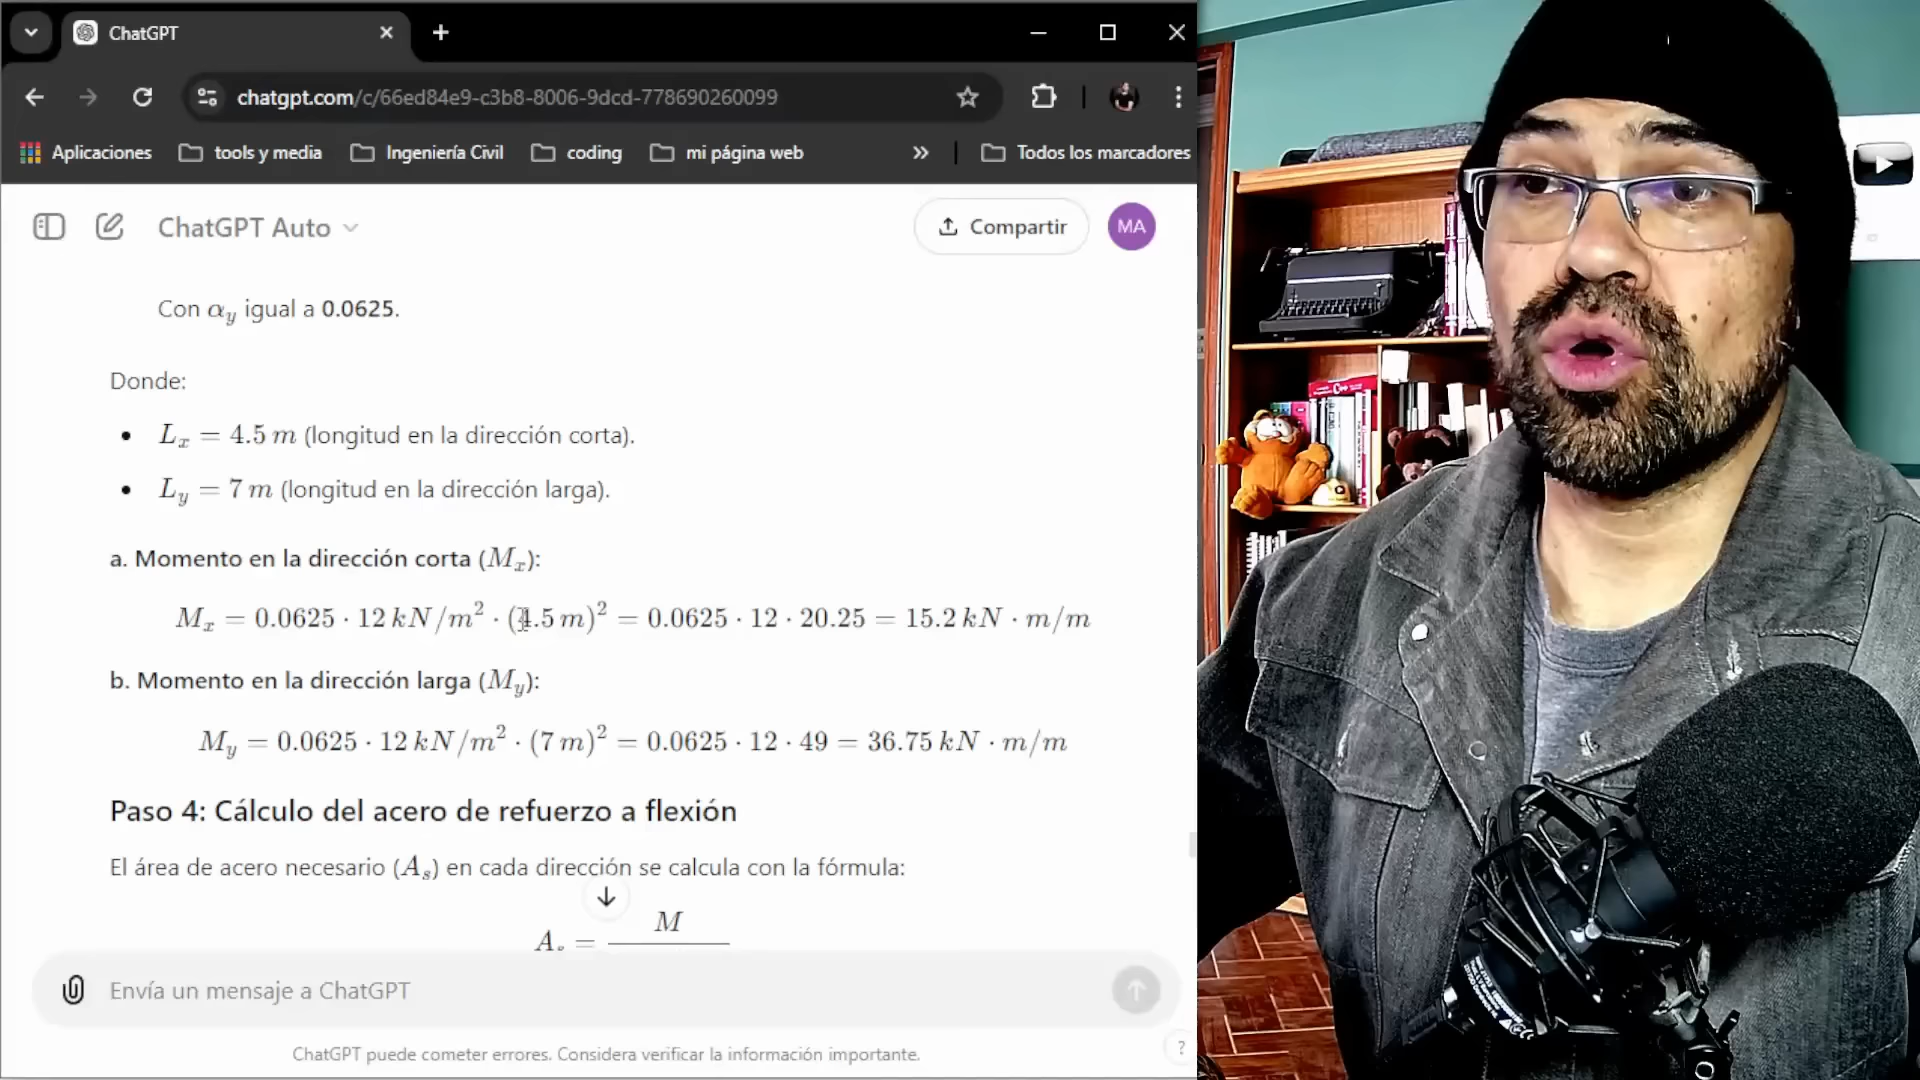 ChatGPT
chatgpt.com/c/66ed84e9-c3b8-8006-9dcd-778690260099
Aplicaciones tools y media Ingeniería Civil coding mi página web » Todos los marcadores
ChatGPT Auto Compartir MA
Con αy igual a 0.0625.
Donde:
• Lx = 4.5 m (longitud en la dirección corta).
• Ly = 7 m (longitud en la dirección larga).
a. Momento en la dirección corta (Mx):
Mx = 0.0625 · 12 kN/m² · (4.5 m)² = 0.0625 · 12 · 20.25 = 15.2 kN · m/m
b. Momento en la dirección larga (My):
My = 0.0625 · 12 kN/m² · (7 m)² = 0.0625 · 12 · 49 = 36.75 kN · m/m
Paso 4: Cálculo del acero de refuerzo a flexión
El área de acero necesario (As) en cada dirección se calcula con la fórmula:
M
As =
Envía un mensaje a ChatGPT
ChatGPT puede cometer errores. Considera verificar la información importante.
?
C++